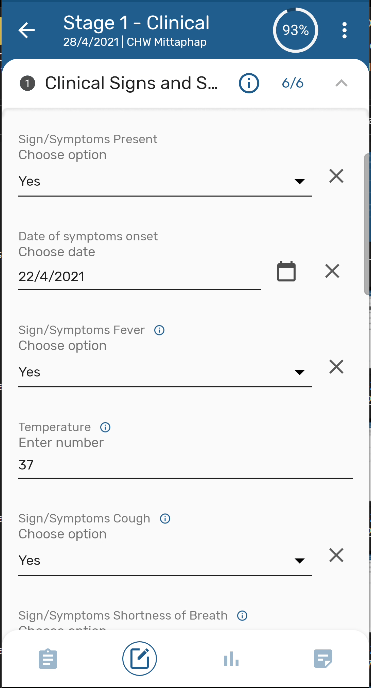 Stage 1 - Clinical
28/4/2021 | CHW Mittaphap
93%
1 Clinical Signs and S... 6/6
Sign/Symptoms Present
Choose option
Yes
Date of symptoms onset
Choose date
22/4/2021
Sign/Symptoms Fever
Choose option
Yes
Temperature
Enter number
37
Sign/Symptoms Cough
Choose option
Yes
Sign/Symptoms Shortness of Breath
Choose option